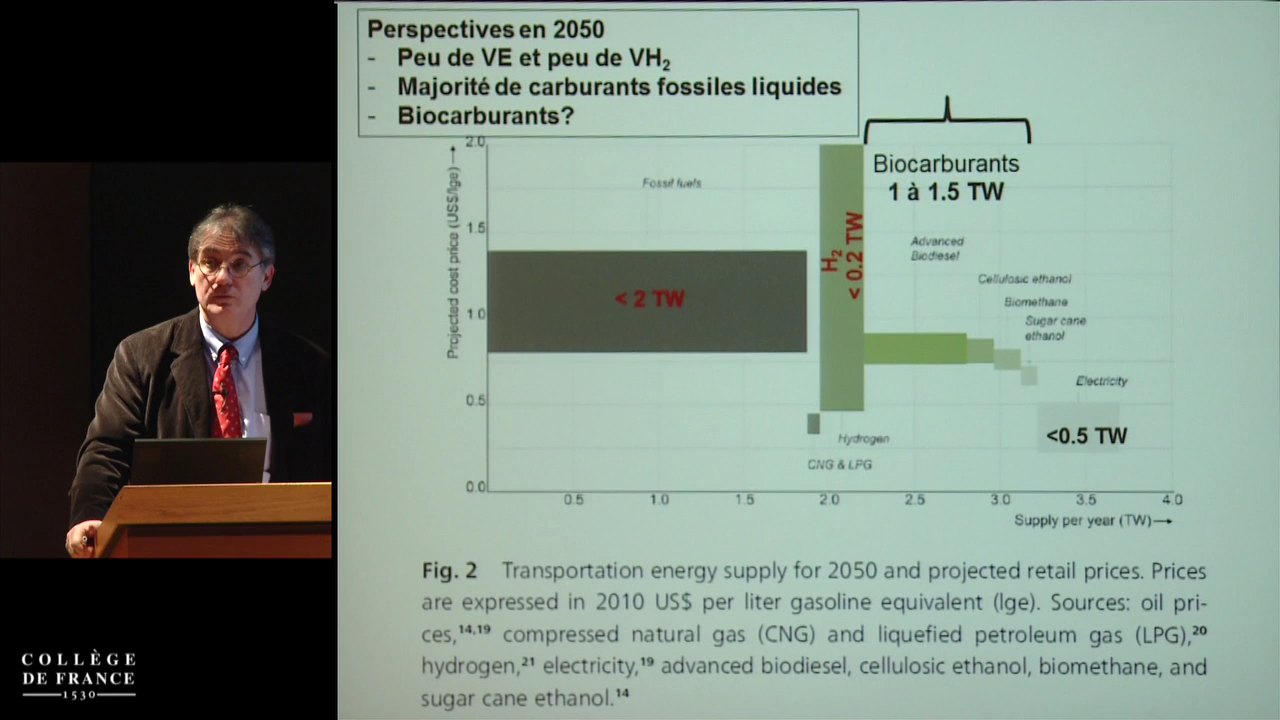 Perspectives en 2050
- Peu de VE et peu de VH₂
- Majorité de carburants fossiles liquides
- Biocarburants?
Biocarburants
1 à 1.5 TW
2.0
1.5
1.0
0.5
0.0
Projected cost price (US$/lge)
Fossil fuels
< 2 TW
H₂
< 0.2 TW
Advanced
Biodiesel
Cellulosic ethanol
Biomethane
Sugar cane
ethanol
Electricity
<0.5 TW
Hydrogen
CNG & LPG
0.5 1.0 1.5 2.0 2.5 3.0 3.5 4.0
Supply per year (TW)
Fig. 2 Transportation energy supply for 2050 and projected retail prices. Prices
are expressed in 2010 US$ per liter gasoline equivalent (lge). Sources: oil pri-
ces,¹⁴,¹⁹ compressed natural gas (CNG) and liquefied petroleum gas (LPG),²⁰
hydrogen,²¹ electricity,¹⁹ advanced biodiesel, cellulosic ethanol, biomethane, and
sugar cane ethanol.¹⁴
COLLÈGE
DE FRANCE
1530